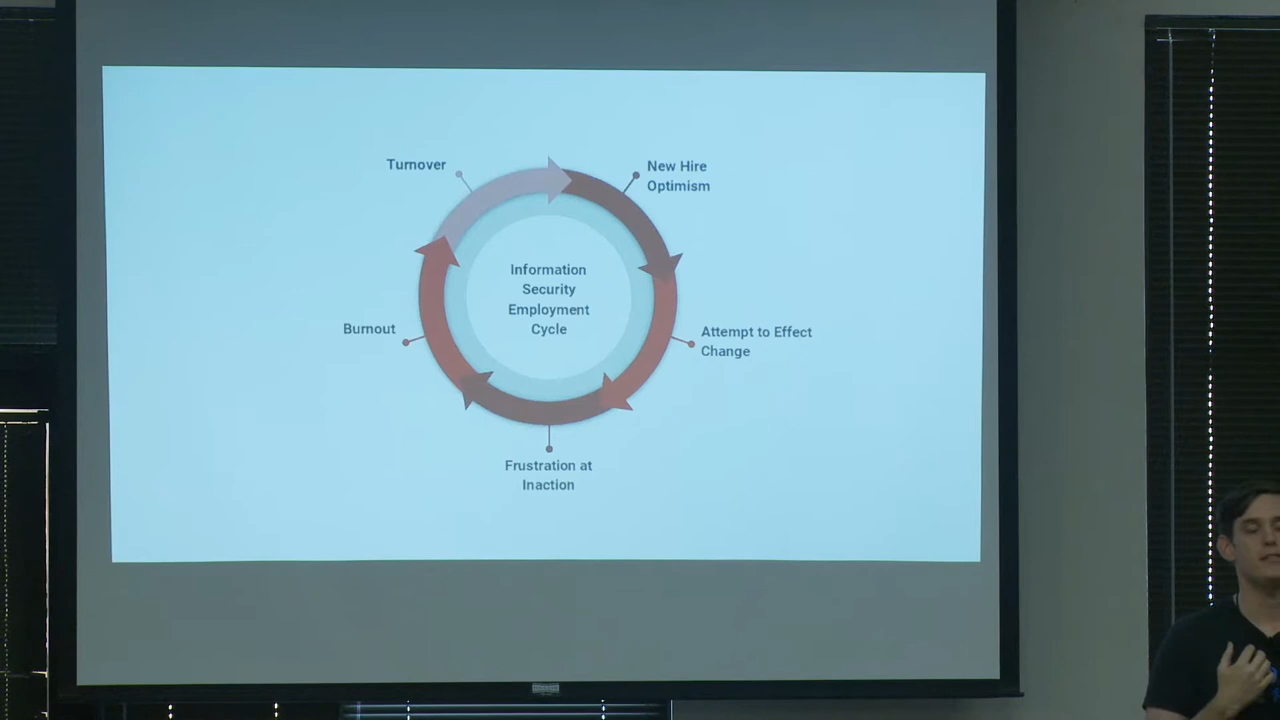 Turnover
New Hire
Optimism
Information
Security
Employment
Cycle
Burnout
Attempt to Effect
Change
Frustration at
Inaction